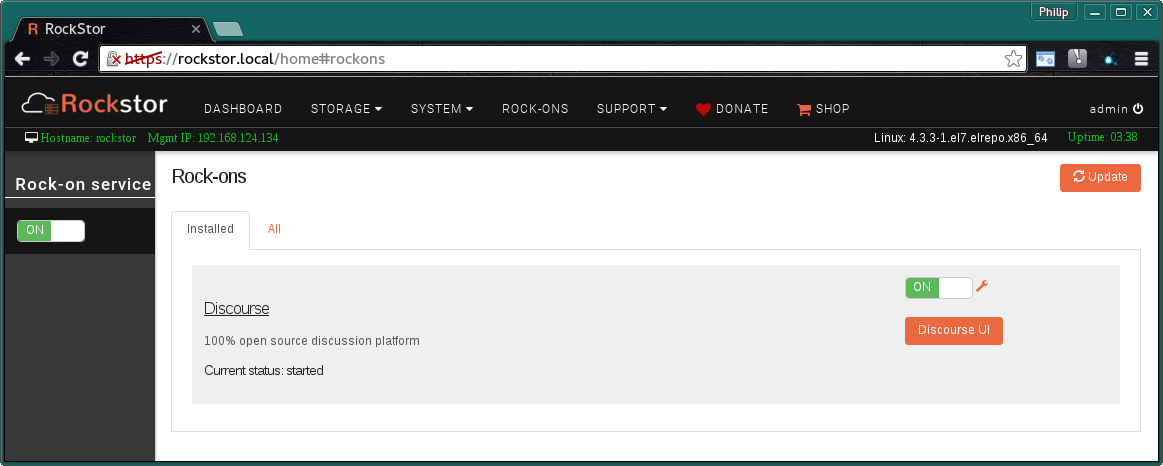 Philip
R RockStor
https://rockstor.local/home#rockons
Rockstor DASHBOARD STORAGE SYSTEM ROCK-ONS SUPPORT DONATE SHOP admin
Hostname: rockstor Mgmt IP: 192.168.124.134 Linux: 4.3.3-1.el7.elrepo.x86_64 Uptime: 03:38
Rock-on service
ON
Rock-ons
Update
Installed All
ON
Discourse
Discourse UI
100% open source discussion platform
Current status: started